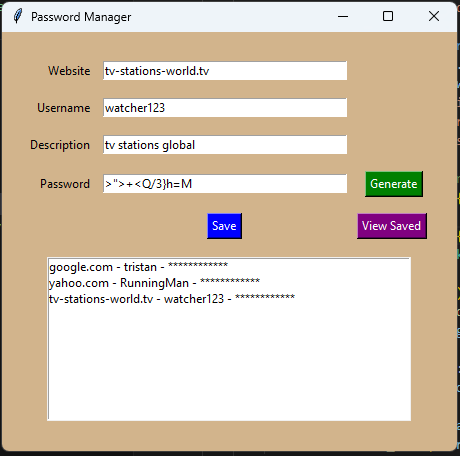 Password Manager
Website tv-stations-world.tv
Username watcher123
Description tv stations global
Password >">+<Q/3}h=M Generate
Save View Saved
google.com - tristan - ************
yahoo.com - RunningMan - ************
tv-stations-world.tv - watcher123 - ************